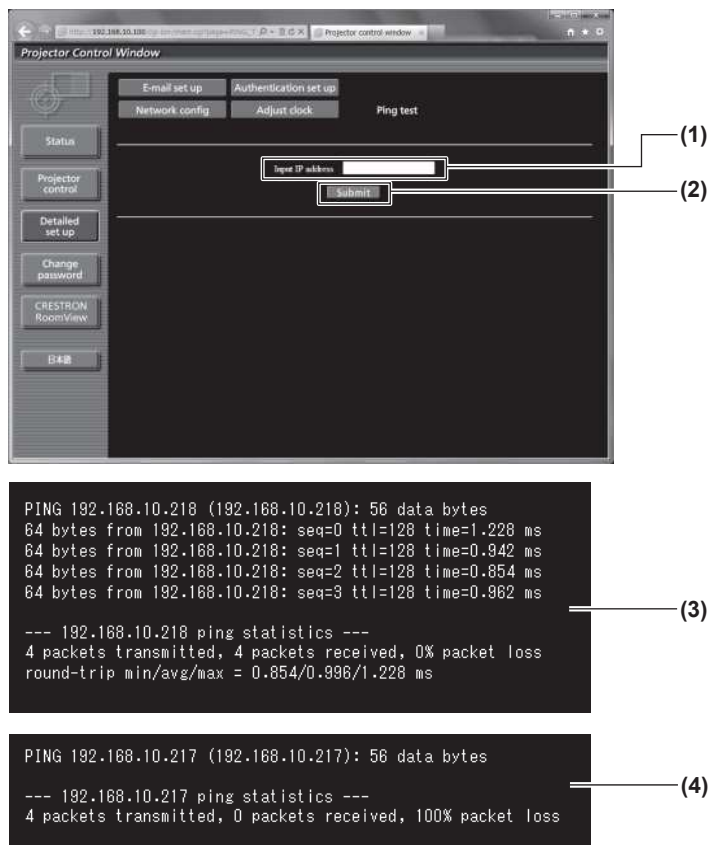 192.168.10.100
Projector control window
Projector Control Window
E-mail set up
Authentication set up
Network config
Adjust clock
Ping test
Status
Projector
control
Detailed
set up
Change
password
CRESTRON
RoomView
日本語
Input IP address
Submit
(1)
(2)
PING 192.168.10.218 (192.168.10.218): 56 data bytes
64 bytes from 192.168.10.218: seq=0 ttl=128 time=1.228 ms
64 bytes from 192.168.10.218: seq=1 ttl=128 time=0.942 ms
64 bytes from 192.168.10.218: seq=2 ttl=128 time=0.854 ms
64 bytes from 192.168.10.218: seq=3 ttl=128 time=0.962 ms
--- 192.168.10.218 ping statistics ---
4 packets transmitted, 4 packets received, 0% packet loss
round-trip min/avg/max = 0.854/0.996/1.228 ms
(3)
PING 192.168.10.217 (192.168.10.217): 56 data bytes
--- 192.168.10.217 ping statistics ---
4 packets transmitted, 0 packets received, 100% packet loss
(4)